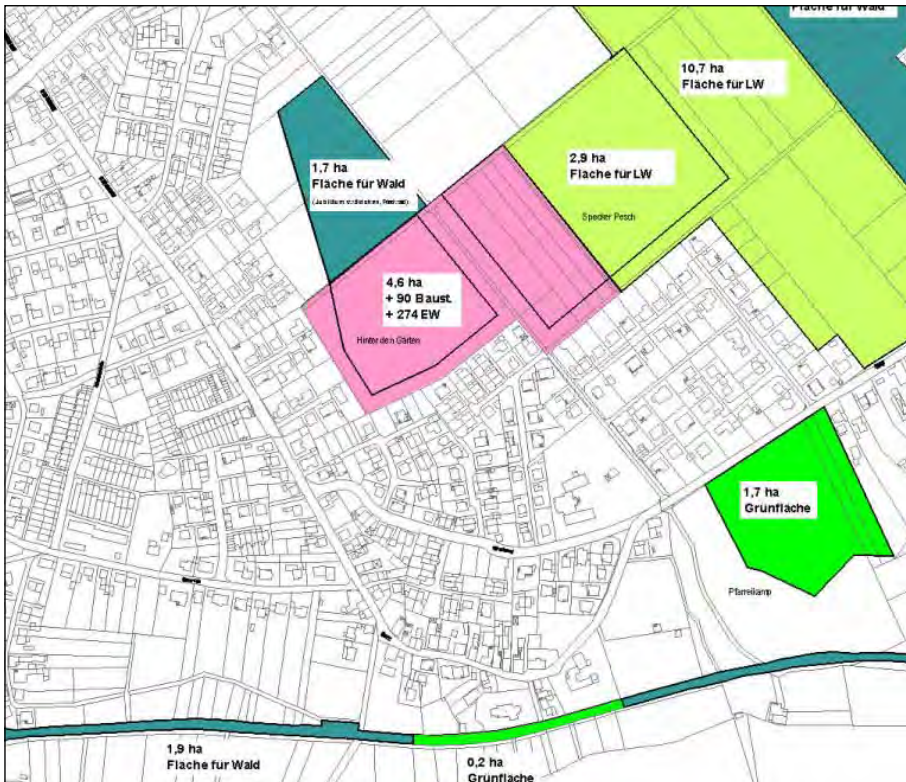 Fläche für Wald
10,7 ha
Fläche für LW
2,9 ha
Fläche für LW
1,7 ha
Fläche für Wald
Specker Pesch
4,6 ha
+ 90 Baust.
+ 274 EW
Hinter den Gärten
1,7 ha
Grünfläche
Pfarreikamp
1,9 ha
Fläche für Wald
0,2 ha
Grünfläche